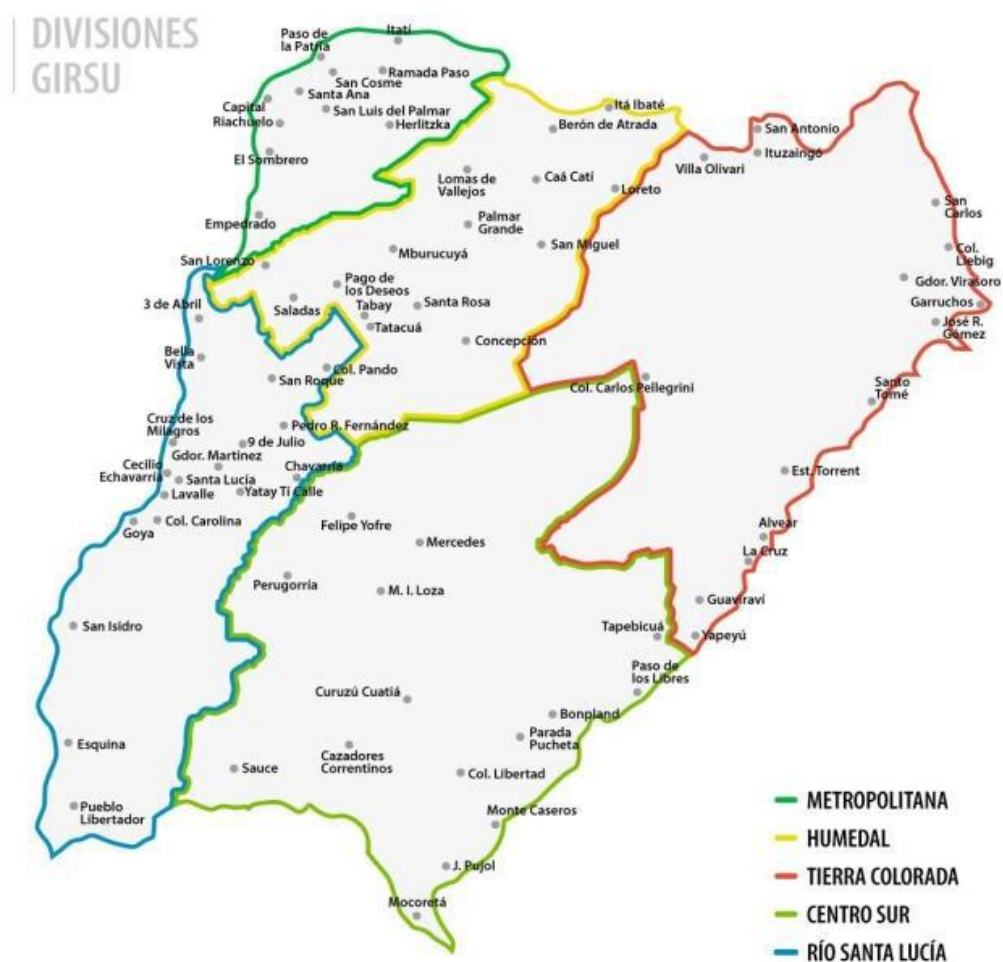 DIVISIONES
GIRSU
Itatí
Paso de
la Patria
Ramada Paso
San Cosme
Santa Ana
Capital
San Luis del Palmar
Riachuelo
Herlitzka
El Sombrero
Empedrado
Itá Ibaté
Berón de Atrada
Lomas de
Vallejos
Caá Catí
Loreto
Palmar
Grande
San Miguel
Mburucuyá
San Lorenzo
Pago de
los Deseos
Saladas
Tabay
Santa Rosa
Tatacuá
Concepción
San Antonio
Ituzaingó
Villa Olivari
San
Carlos
Col.
Liebig
Gdor. Virasoro
Garruchos
José R.
Gómez
Col. Carlos Pellegrini
Santo
Tomé
Est. Torrent
Alvear
La Cruz
Guaviraví
Yapeyú
3 de Abril
Bella
Vista
Col. Pando
San Roque
Cruz de los
Milagros
Pedro R. Fernández
9 de Julio
Gdor. Martinez
Cecilio
Echavarria
Chavarría
Santa Lucía
Lavalle
Yatay Tí Calle
Goya
Col. Carolina
San Isidro
Esquina
Pueblo
Libertador
Felipe Yofre
Mercedes
Perugorría
M. I. Loza
Tapebicuá
Paso de
los Libres
Curuzú Cuatiá
Bonpland
Parada
Pucheta
Cazadores
Correntinos
Sauce
Col. Libertad
Monte Caseros
J. Pujol
Mocoretá
METROPOLITANA
HUMEDAL
TIERRA COLORADA
CENTRO SUR
RÍO SANTA LUCÍA